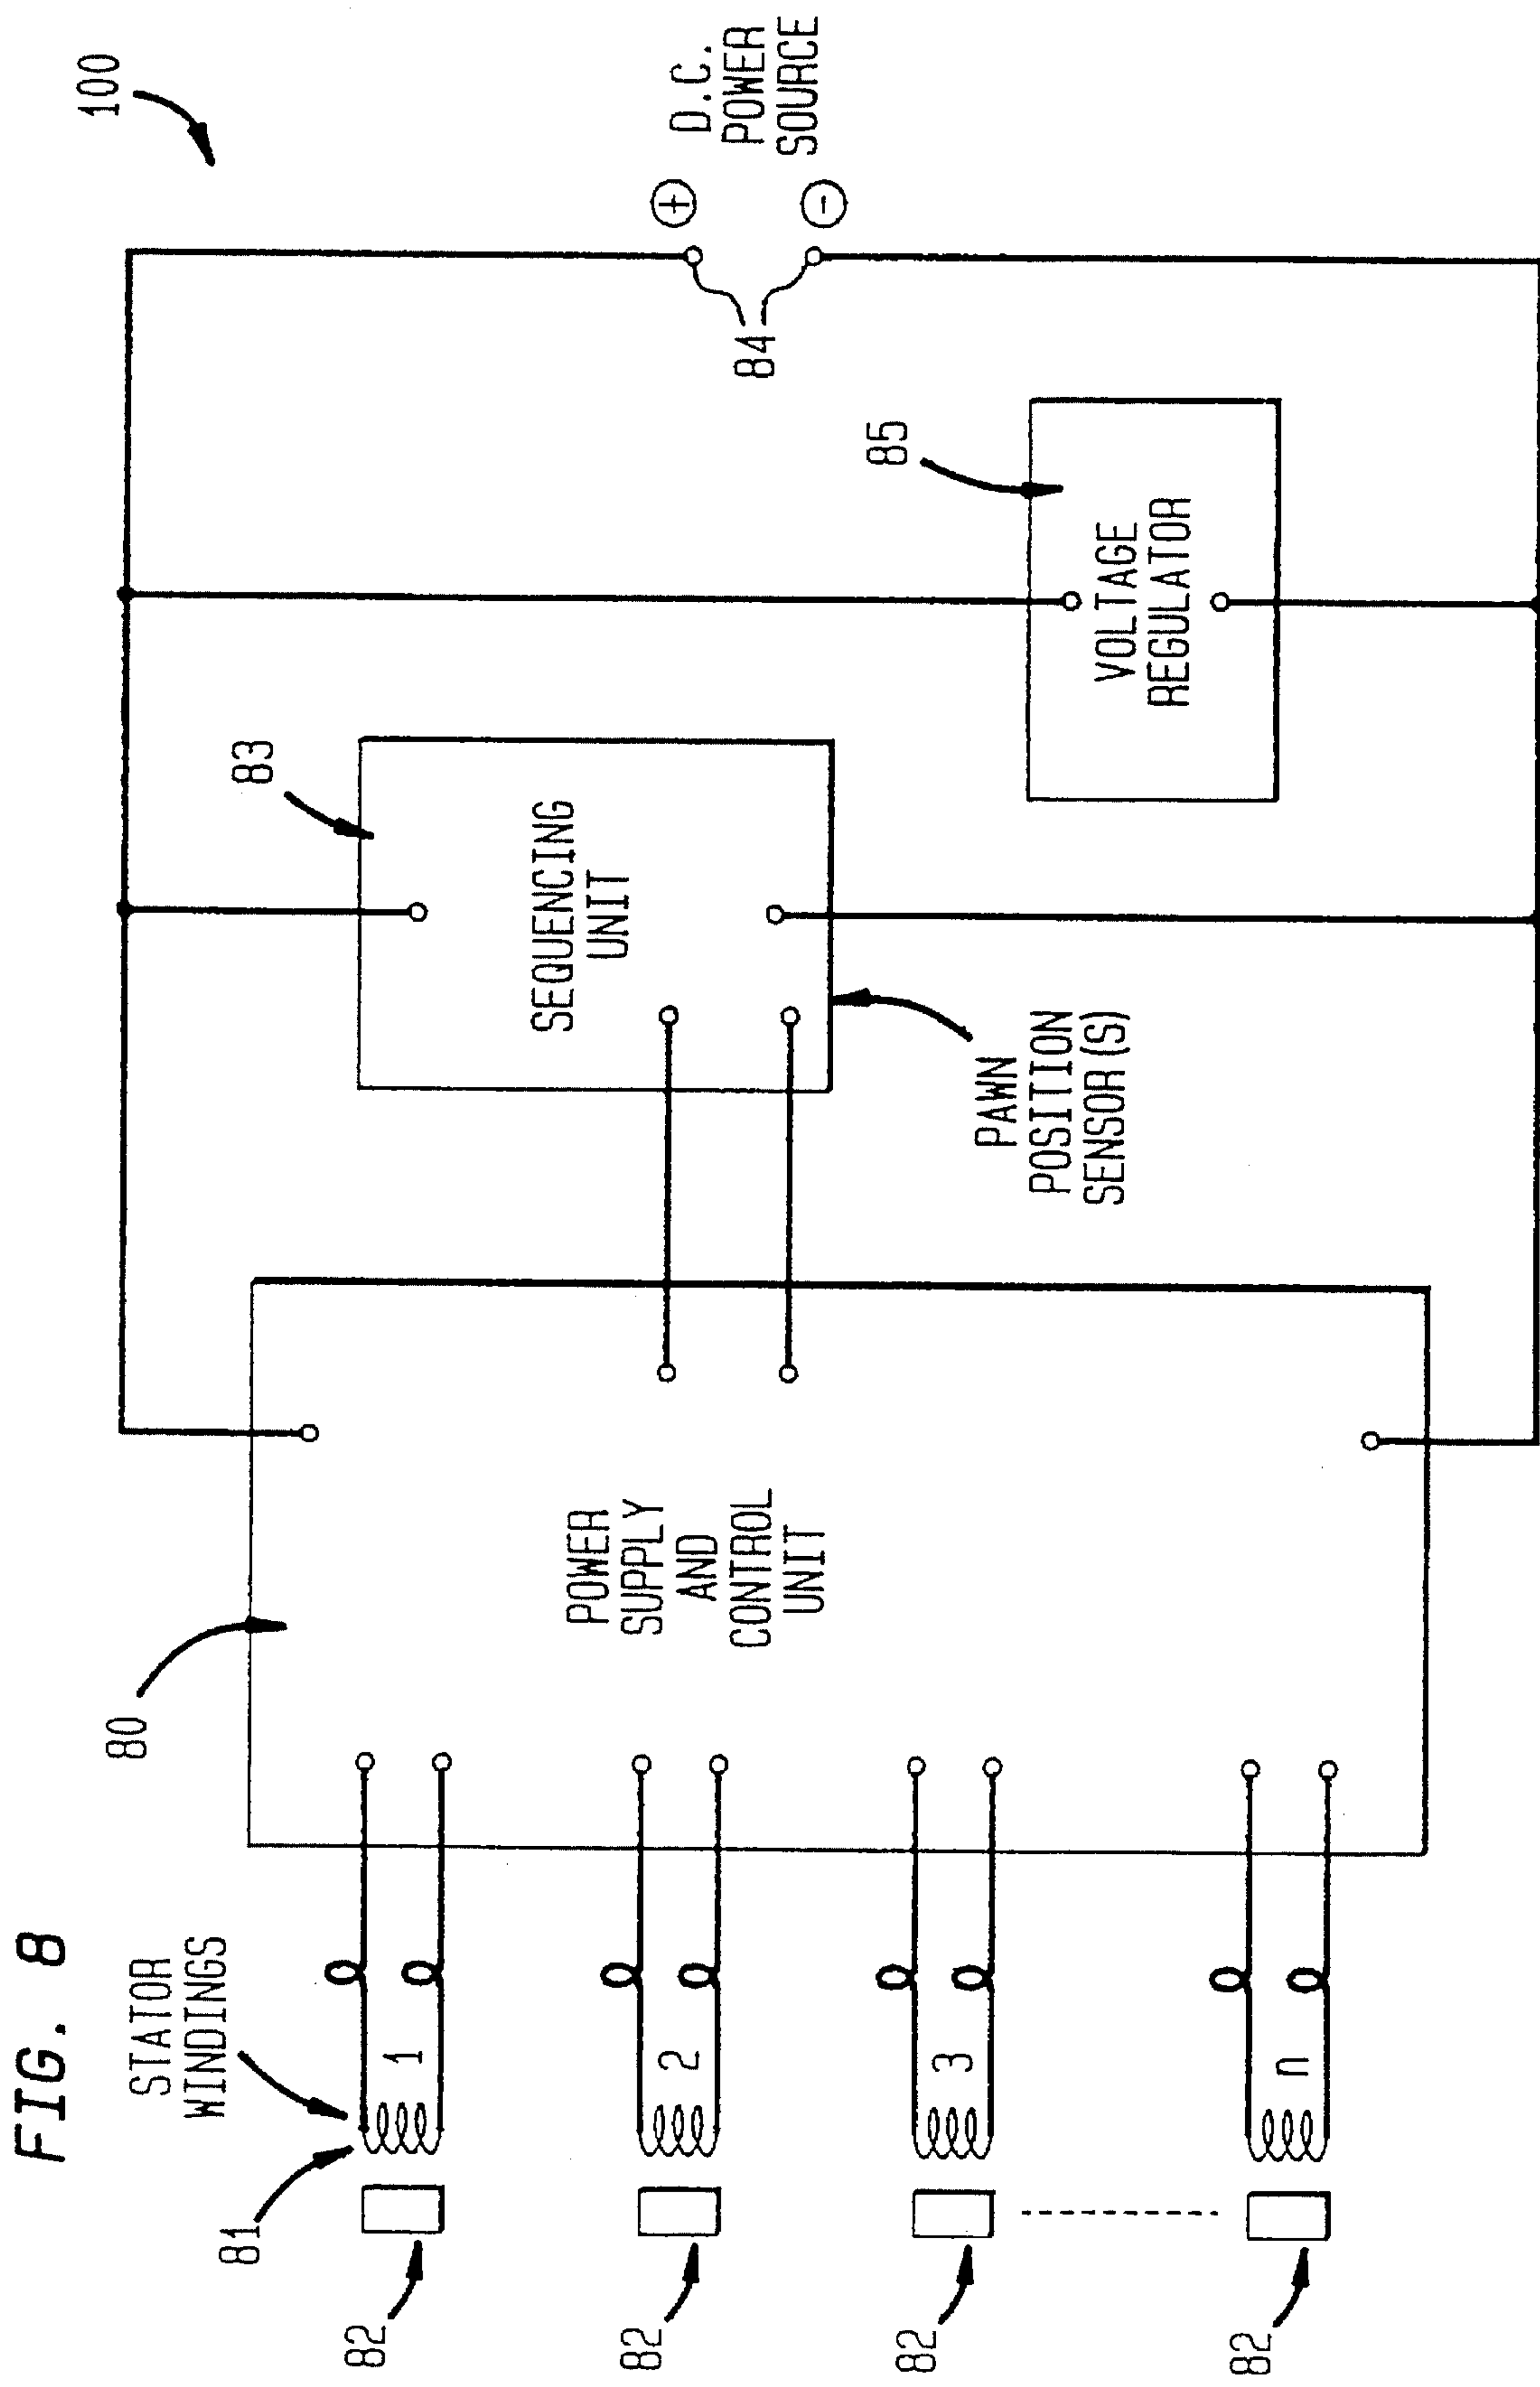 FIG. 8
100
STATOR
WINDINGS
81
82
82
82
82
1
2
3
n
80
POWER
SUPPLY
AND
CONTROL
UNIT
83
SEQUENCING
UNIT
PAWN
POSITION
SENSOR(S)
85
VOLTAGE
REGULATOR
84
+
-
D.C.
POWER
SOURCE